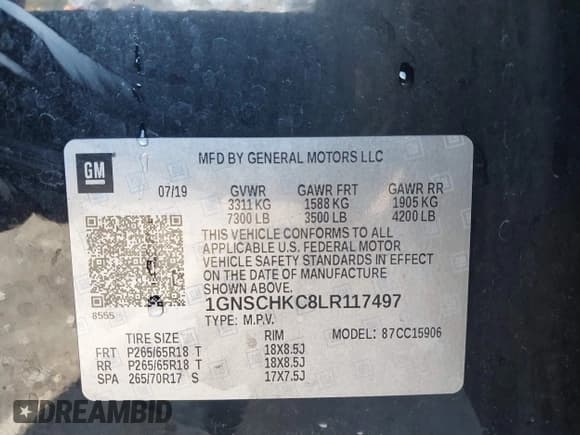 GM
MFD BY GENERAL MOTORS LLC
07/19 GVWR GAWR FRT GAWR RR
3311 KG 1588 KG 1905 KG
7300 LB 3500 LB 4200 LB
THIS VEHICLE CONFORMS TO ALL
APPLICABLE U.S. FEDERAL MOTOR
VEHICLE SAFETY STANDARDS IN EFFECT
ON THE DATE OF MANUFACTURE
SHOWN ABOVE.
8555
1GNSCHKC8LR117497
TYPE: M.P.V.
TIRE SIZE RIM MODEL: 87CC15906
FRT P265/65R18 T 18X8.5J
RR P265/65R18 T 18X8.5J
SPA 265/70R17 S 17X7.5J
DREAMBID